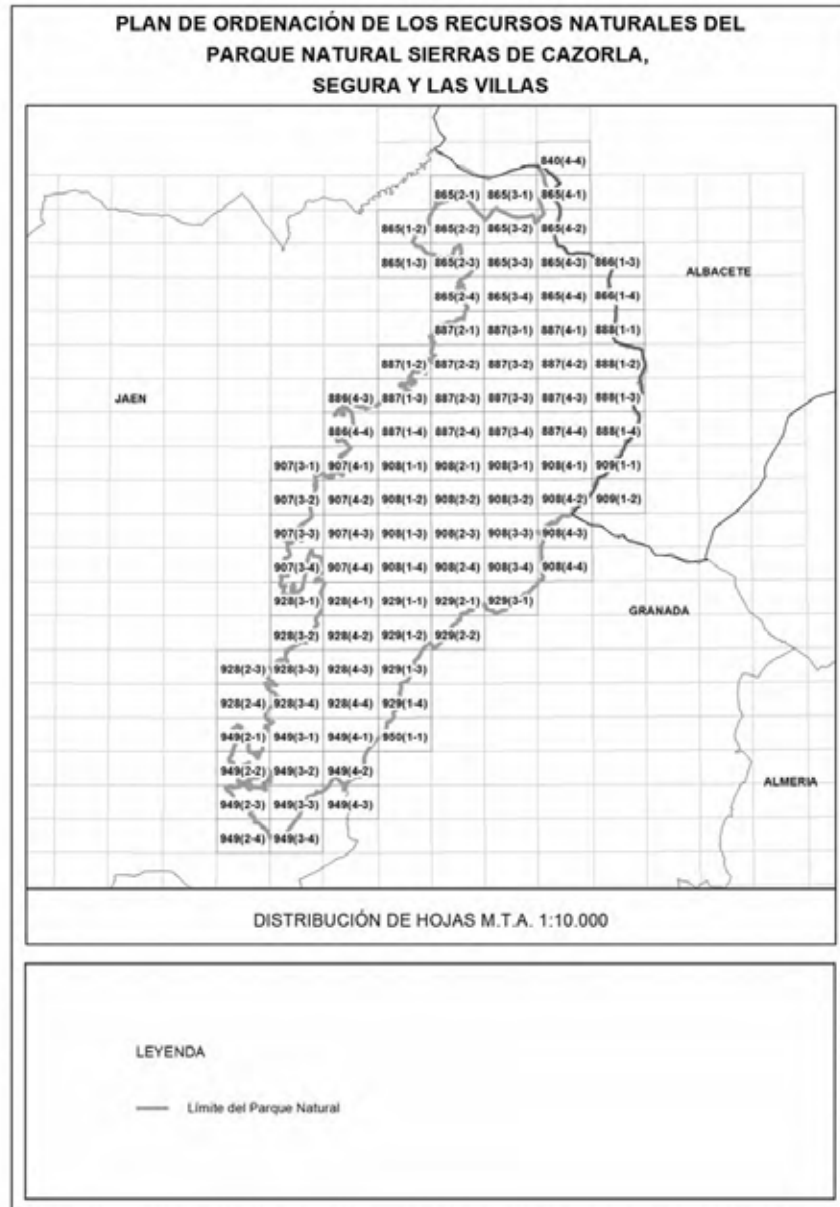 PLAN DE ORDENACIÓN DE LOS RECURSOS NATURALES DEL
PARQUE NATURAL SIERRAS DE CAZORLA,
SEGURA Y LAS VILLAS
840(4-4)
865(2-1) 865(3-1) 865(4-1)
865(1-2) 865(2-2) 865(3-2) 865(4-2)
865(1-3) 865(2-3) 865(3-3) 865(4-3) 866(1-3)
ALBACETE
865(2-4) 865(3-4) 865(4-4) 866(1-4)
887(2-1) 887(3-1) 887(4-1) 888(1-1)
887(1-2) 887(2-2) 887(3-2) 887(4-2) 888(1-2)
JAEN
886(4-3) 887(1-3) 887(2-3) 887(3-3) 887(4-3) 888(1-3)
886(4-4) 887(1-4) 887(2-4) 887(3-4) 887(4-4) 888(1-4)
907(3-1) 907(4-1) 908(1-1) 908(2-1) 908(3-1) 908(4-1) 909(1-1)
907(3-2) 907(4-2) 908(1-2) 908(2-2) 908(3-2) 908(4-2) 909(1-2)
907(3-3) 907(4-3) 908(1-3) 908(2-3) 908(3-3) 908(4-3)
907(3-4) 907(4-4) 908(1-4) 908(2-4) 908(3-4) 908(4-4)
928(3-1) 928(4-1) 929(1-1) 929(2-1) 929(3-1)
GRANADA
928(3-2) 928(4-2) 929(1-2) 929(2-2)
928(2-3) 928(3-3) 928(4-3) 929(1-3)
928(2-4) 928(3-4) 928(4-4) 929(1-4)
949(2-1) 949(3-1) 949(4-1) 950(1-1)
949(2-2) 949(3-2) 949(4-2)
ALMERIA
949(2-3) 949(3-3) 949(4-3)
949(2-4) 949(3-4)
DISTRIBUCIÓN DE HOJAS M.T.A. 1:10.000
LEYENDA
Límite del Parque Natural